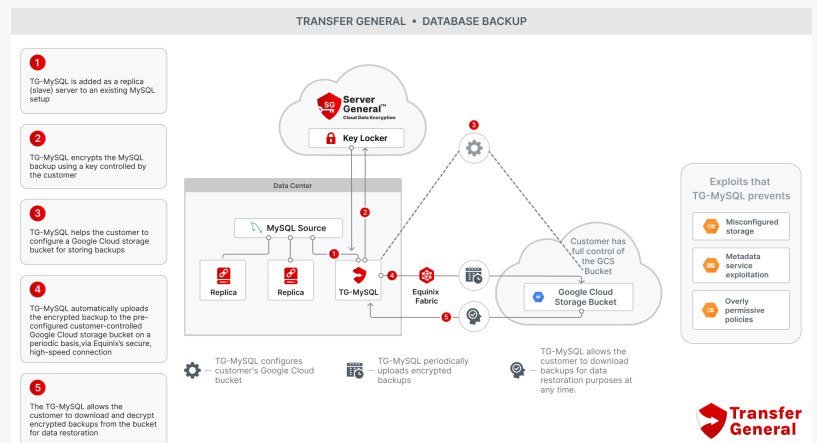 TRANSFER GENERAL • DATABASE BACKUP
1
TG-MySQL is added as a replica
(slave) server to an existing MySQL
setup
2
TG-MySQL encrypts the MySQL
backup using a key controlled by
the customer
3
TG-MySQL helps the customer to
configure a Google Cloud storage
bucket for storing backups
4
TG-MySQL automatically uploads
the encrypted backup to the pre-
configured customer-controlled
Google Cloud storage bucket on a
periodic basis,via Equinix's secure,
high-speed connection
5
The TG-MySQL allows the
customer to download and decrypt
encrypted backups from the bucket
for data restoration
SG
Server
General™
Cloud Data Encryption
Key Locker
Data Center
2
MySQL Source
1
Replica
Replica
TG-MySQL
3
4
Equinix
Fabric
5
Customer has
full control of
the GCS
Bucket
Google Cloud
Storage Bucket
TG-MySQL configures
customer's Google Cloud
bucket
TG-MySQL periodically
uploads encrypted
backups
TG-MySQL allows the
customer to download
backups for data
restoration purposes at
any time.
Exploits that
TG-MySQL prevents
Misconfigured
storage
Metadata
service
exploitation
Overly
permissive
policies
Transfer
General